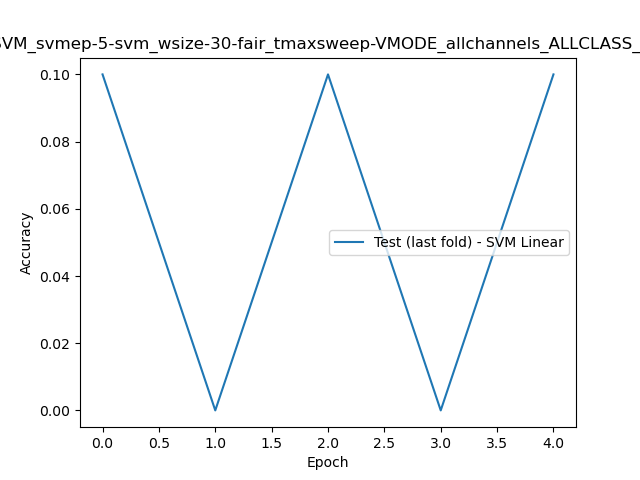 SVM_svmep-5-svm_wsize-30-fair_tmaxsweep-VMODE_allchannels_ALLCLASS_
0.10
0.08
0.06
0.04
0.02
0.00
Accuracy
Test (last fold) - SVM Linear
0.0 0.5 1.0 1.5 2.0 2.5 3.0 3.5 4.0
Epoch